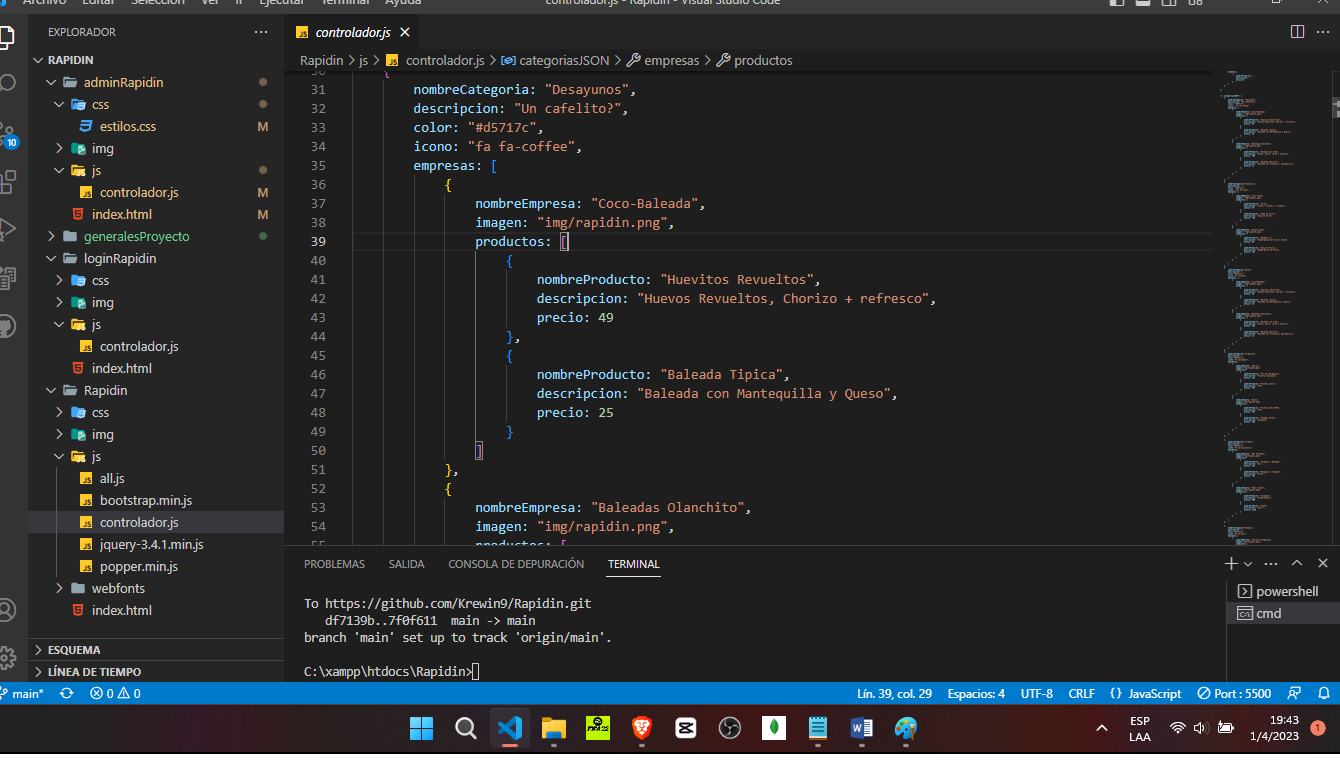 Archivo Editar Selección Ver Ir Ejecutar Terminal Ayuda
controlador.js - Rapidin - Visual Studio Code
EXPLORADOR
RAPIDIN
adminRapidin
css
estilos.css M
img
js
controlador.js M
index.html M
generalesProyecto
loginRapidin
css
img
js
controlador.js
index.html
Rapidin
css
img
js
all.js
bootstrap.min.js
controlador.js
jquery-3.4.1.min.js
popper.min.js
webfonts
index.html
ESQUEMA
LÍNEA DE TIEMPO
10
controlador.js
Rapidin > js > controlador.js > categoriasJSON > empresas > productos
30 {
31 nombreCategoria: "Desayunos",
32 descripcion: "Un cafelito?",
33 color: "#d5717c",
34 icono: "fa fa-coffee",
35 empresas: [
36 {
37 nombreEmpresa: "Coco-Baleada",
38 imagen: "img/rapidin.png",
39 productos: [
40 {
41 nombreProducto: "Huevitos Revueltos",
42 descripcion: "Huevos Revueltos, Chorizo + refresco",
43 precio: 49
44 },
45 {
46 nombreProducto: "Baleada Tipica",
47 descripcion: "Baleada con Mantequilla y Queso",
48 precio: 25
49 }
50 ]
51 },
52 {
53 nombreEmpresa: "Baleadas Olanchito",
54 imagen: "img/rapidin.png",
55 productos: [
PROBLEMAS SALIDA CONSOLA DE DEPURACIÓN TERMINAL
To https://github.com/Krewin9/Rapidin.git
df7139b..7f0f611 main -> main
branch 'main' set up to track 'origin/main'.
C:\xampp\htdocs\Rapidin>
powershell
cmd
main* 0 0 Lín. 39, col. 29 Espacios: 4 UTF-8 CRLF {} JavaScript Port : 5500
ESP
LAA
19:43
1/4/2023
1